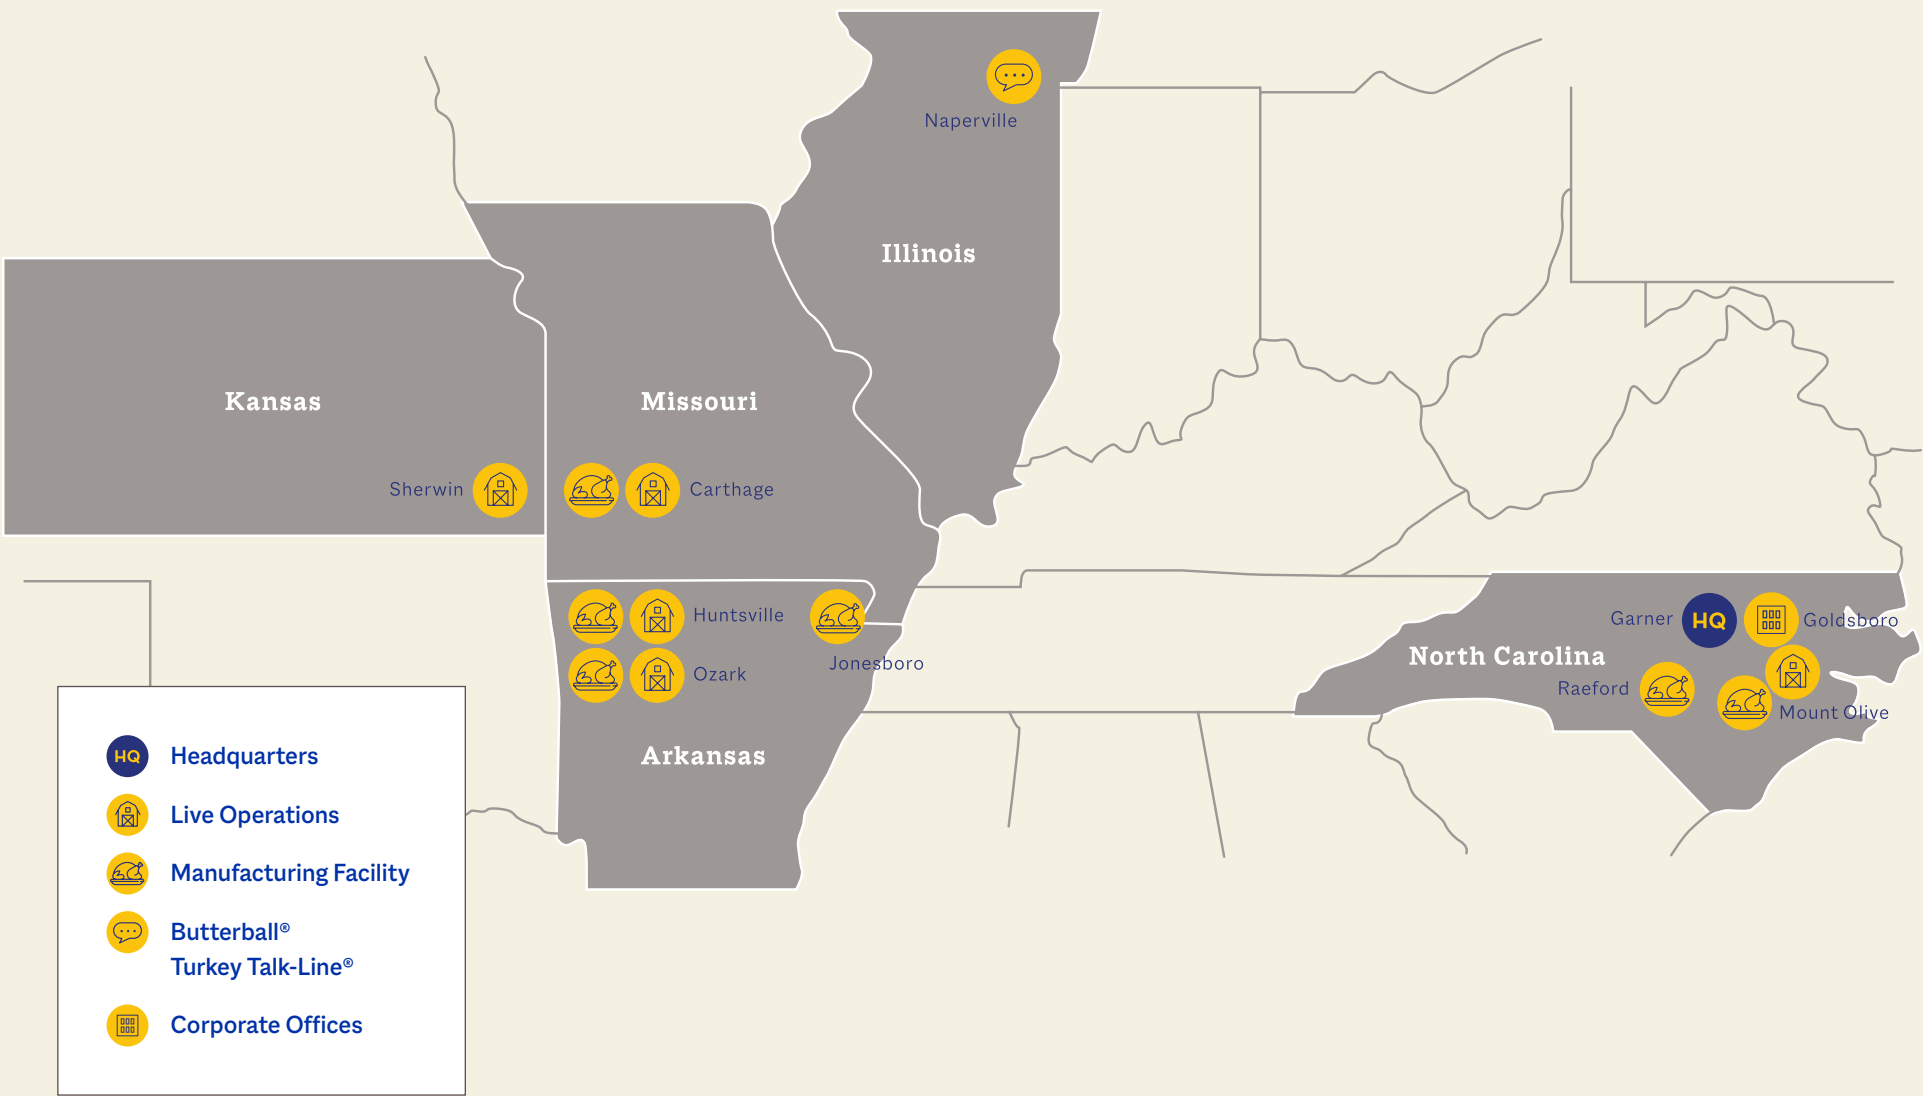 Naperville
Illinois
Kansas
Missouri
Sherwin
Carthage
Huntsville
Jonesboro
Ozark
Arkansas
Garner
HQ
Goldsboro
North Carolina
Raeford
Mount Olive
HQ
Headquarters
Live Operations
Manufacturing Facility
Butterball®
Turkey Talk-Line®
Corporate Offices